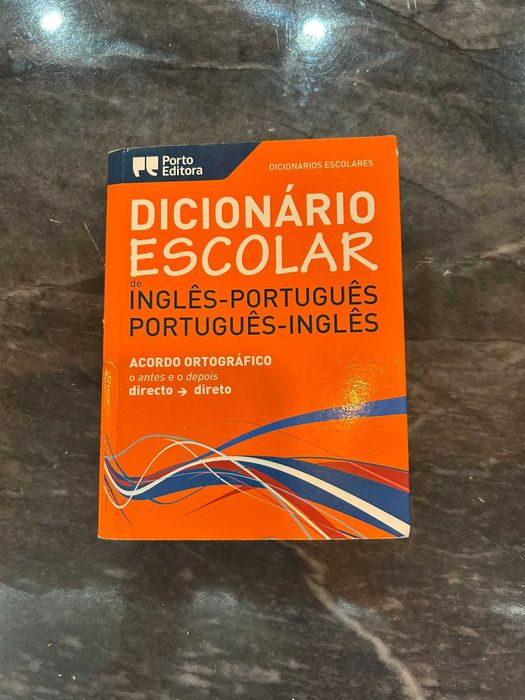 Porto
Editora
DICIONÁRIOS ESCOLARES
DICIONÁRIO
ESCOLAR
de
INGLÊS-PORTUGUÊS
PORTUGUÊS-INGLÊS
ACORDO ORTOGRÁFICO
o antes e o depois
directo → direto